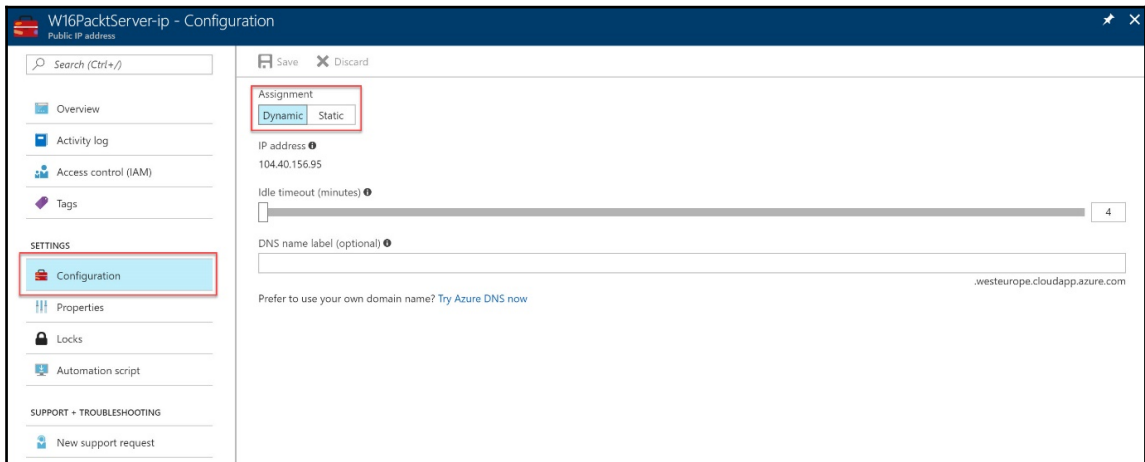 W16PacktServer-ip - Configuration
Public IP address
Search (Ctrl+/)
Overview
Activity log
Access control (IAM)
Tags
SETTINGS
Configuration
Properties
Locks
Automation script
SUPPORT + TROUBLESHOOTING
New support request
Save Discard
Assignment
Dynamic Static
IP address
104.40.156.95
Idle timeout (minutes)
4
DNS name label (optional)
.westeurope.cloudapp.azure.com
Prefer to use your own domain name? Try Azure DNS now